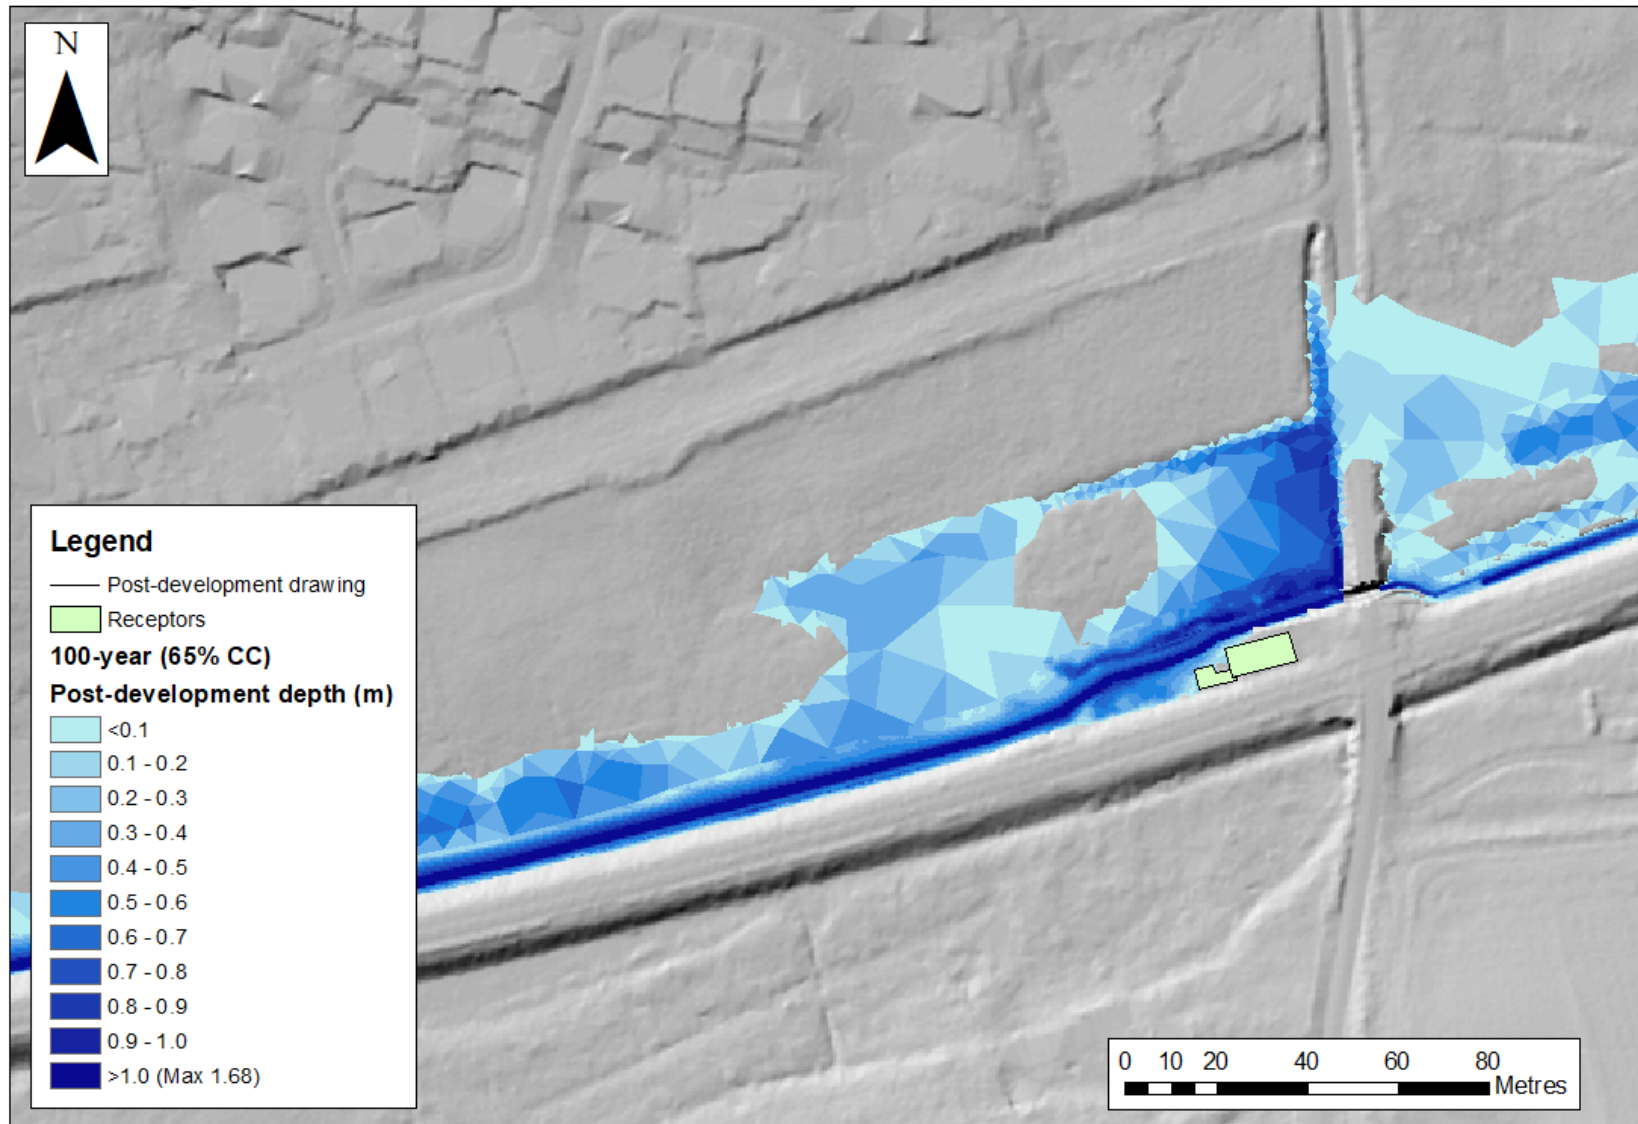 N
Legend
Post-development drawing
Receptors
100-year (65% CC)
Post-development depth (m)
<0.1
0.1 - 0.2
0.2 - 0.3
0.3 - 0.4
0.4 - 0.5
0.5 - 0.6
0.6 - 0.7
0.7 - 0.8
0.8 - 0.9
0.9 - 1.0
>1.0 (Max 1.68)
0 10 20 40 60 80
Metres